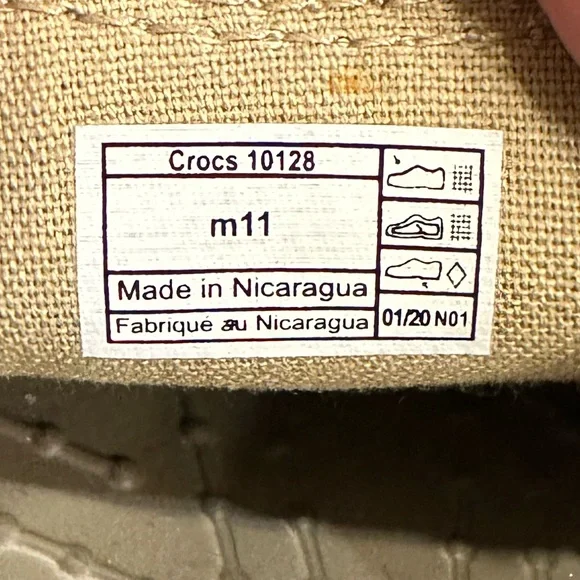 Crocs 10128
m11
Made in Nicaragua
Fabriqué au Nicaragua
01/20 N01